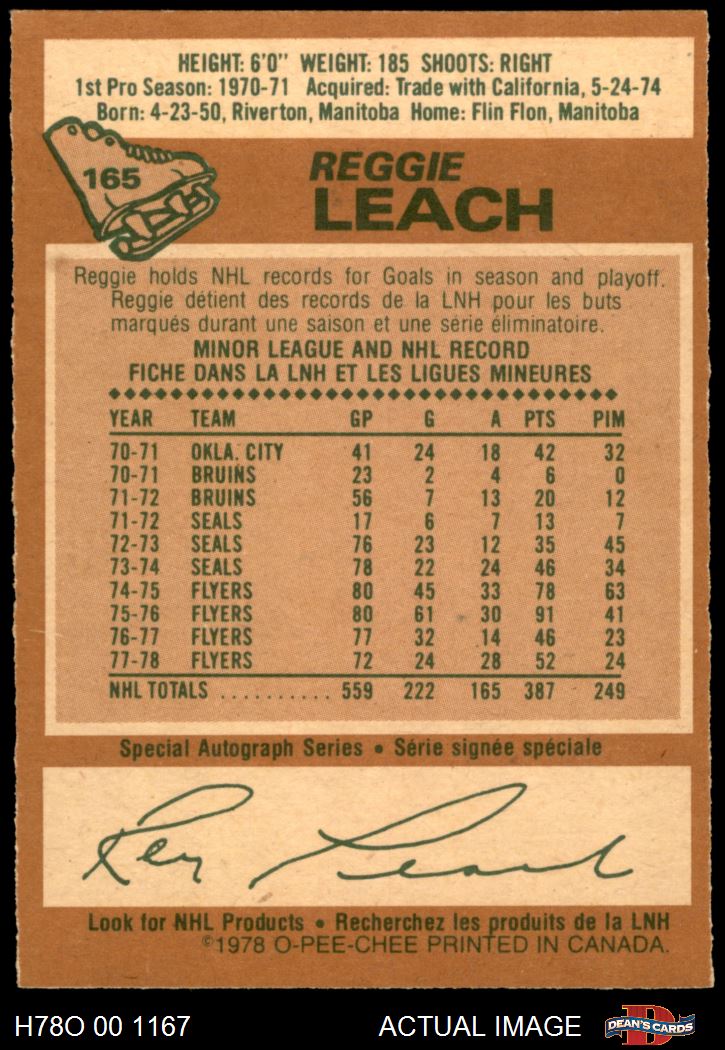 HEIGHT: 6'0" WEIGHT: 185 SHOOTS: RIGHT
1st Pro Season: 1970-71 Acquired: Trade with California, 5-24-74
Born: 4-23-50, Riverton, Manitoba Home: Flin Flon, Manitoba
165
REGGIE
LEACH
Reggie holds NHL records for Goals in season and playoff.
Reggie détient des records de la LNH pour les buts
marqués durant une saison et une série éliminatoire.
MINOR LEAGUE AND NHL RECORD
FICHE DANS LA LNH ET LES LIGUES MINEURES
YEAR TEAM GP G A PTS PIM
70-71 OKLA. CITY 41 24 18 42 32
70-71 BRUINS 23 2 4 6 0
71-72 BRUINS 56 7 13 20 12
71-72 SEALS 17 6 7 13 7
72-73 SEALS 76 23 12 35 45
73-74 SEALS 78 22 24 46 34
74-75 FLYERS 80 45 33 78 63
75-76 FLYERS 80 61 30 91 41
76-77 FLYERS 77 32 14 46 23
77-78 FLYERS 72 24 28 52 24
NHL TOTALS .......... 559 222 165 387 249
Special Autograph Series • Série signée spéciale
Reg Leach
Look for NHL Products • Recherchez les produits de la LNH
©1978 O-PEE-CHEE PRINTED IN CANADA.
H78O 00 1167 ACTUAL IMAGE D DEAN'S CARDS